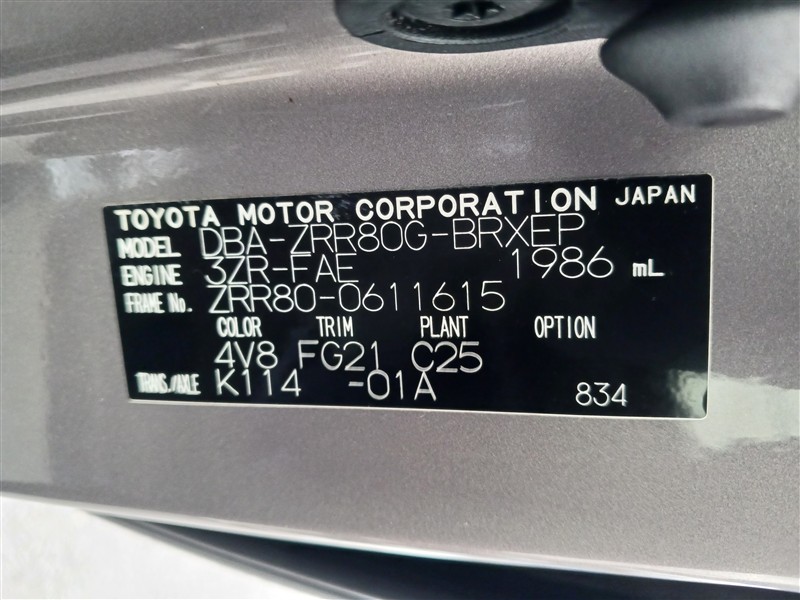 TOYOTA MOTOR CORPORATION JAPAN
MODEL DBA-ZRR80G-BRXEP
ENGINE 3ZR-FAE 1986 mL
FRAME No. ZRR80-0611615
COLOR TRIM PLANT OPTION
4V8 FG21 C25
TRANS./AXLE K114 -01A 834